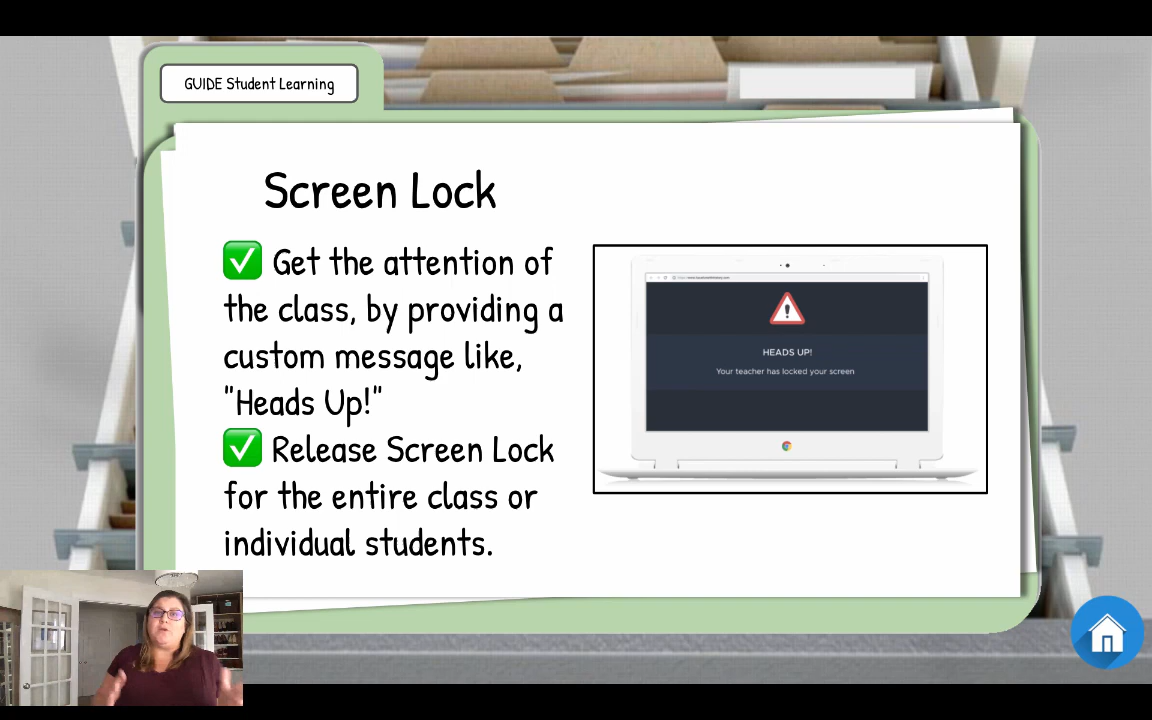 GUIDE Student Learning
Screen Lock
✅ Get the attention of
the class, by providing a
custom message like,
"Heads Up!"
✅ Release Screen Lock
for the entire class or
individual students.
HEADS UP!
Your teacher has locked your screen